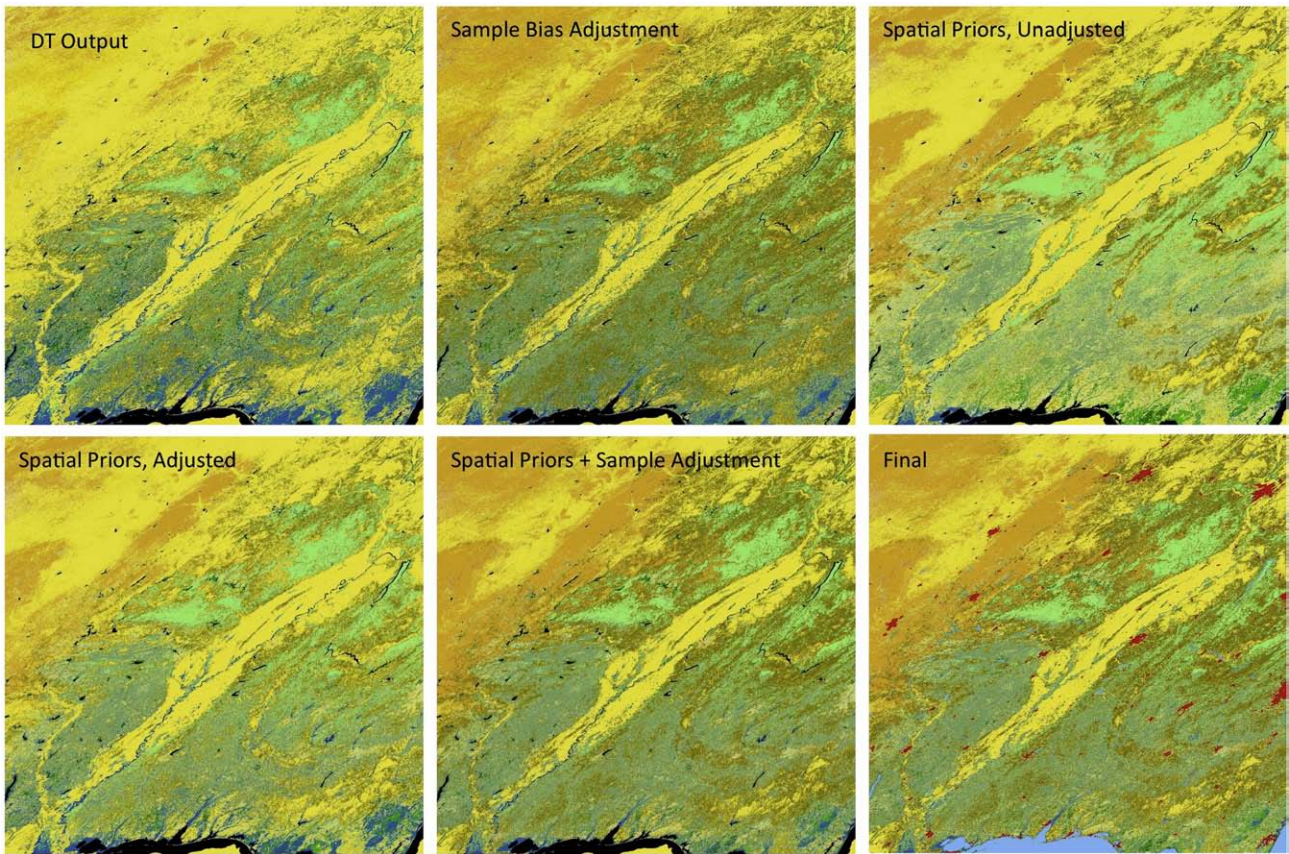 DT Output
Sample Bias Adjustment
Spatial Priors, Unadjusted
Spatial Priors, Adjusted
Spatial Priors + Sample Adjustment
Final